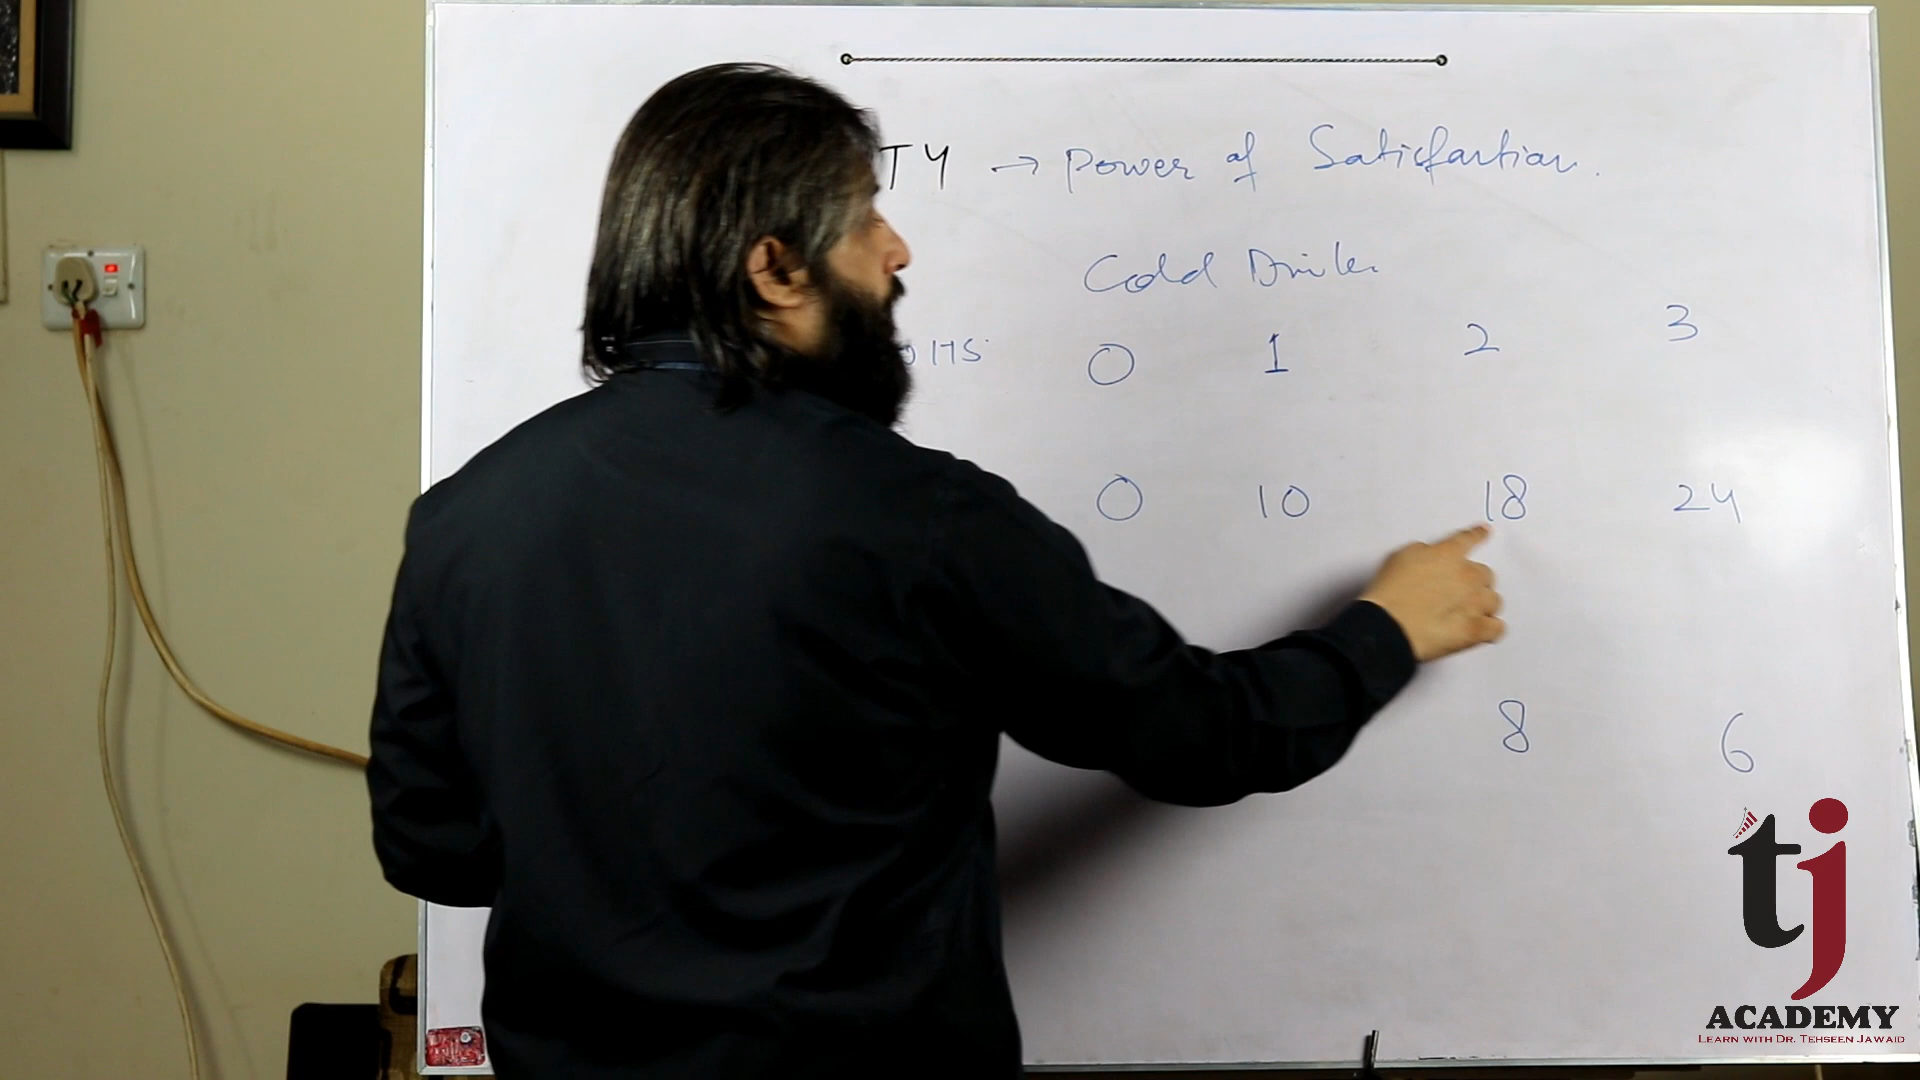 TY → Power of Satisfaction.
Cold Drink
0 1 2 3
0 10 18 24
8 6
tj
ACADEMY
LEARN WITH DR. TEHSEEN JAWAID